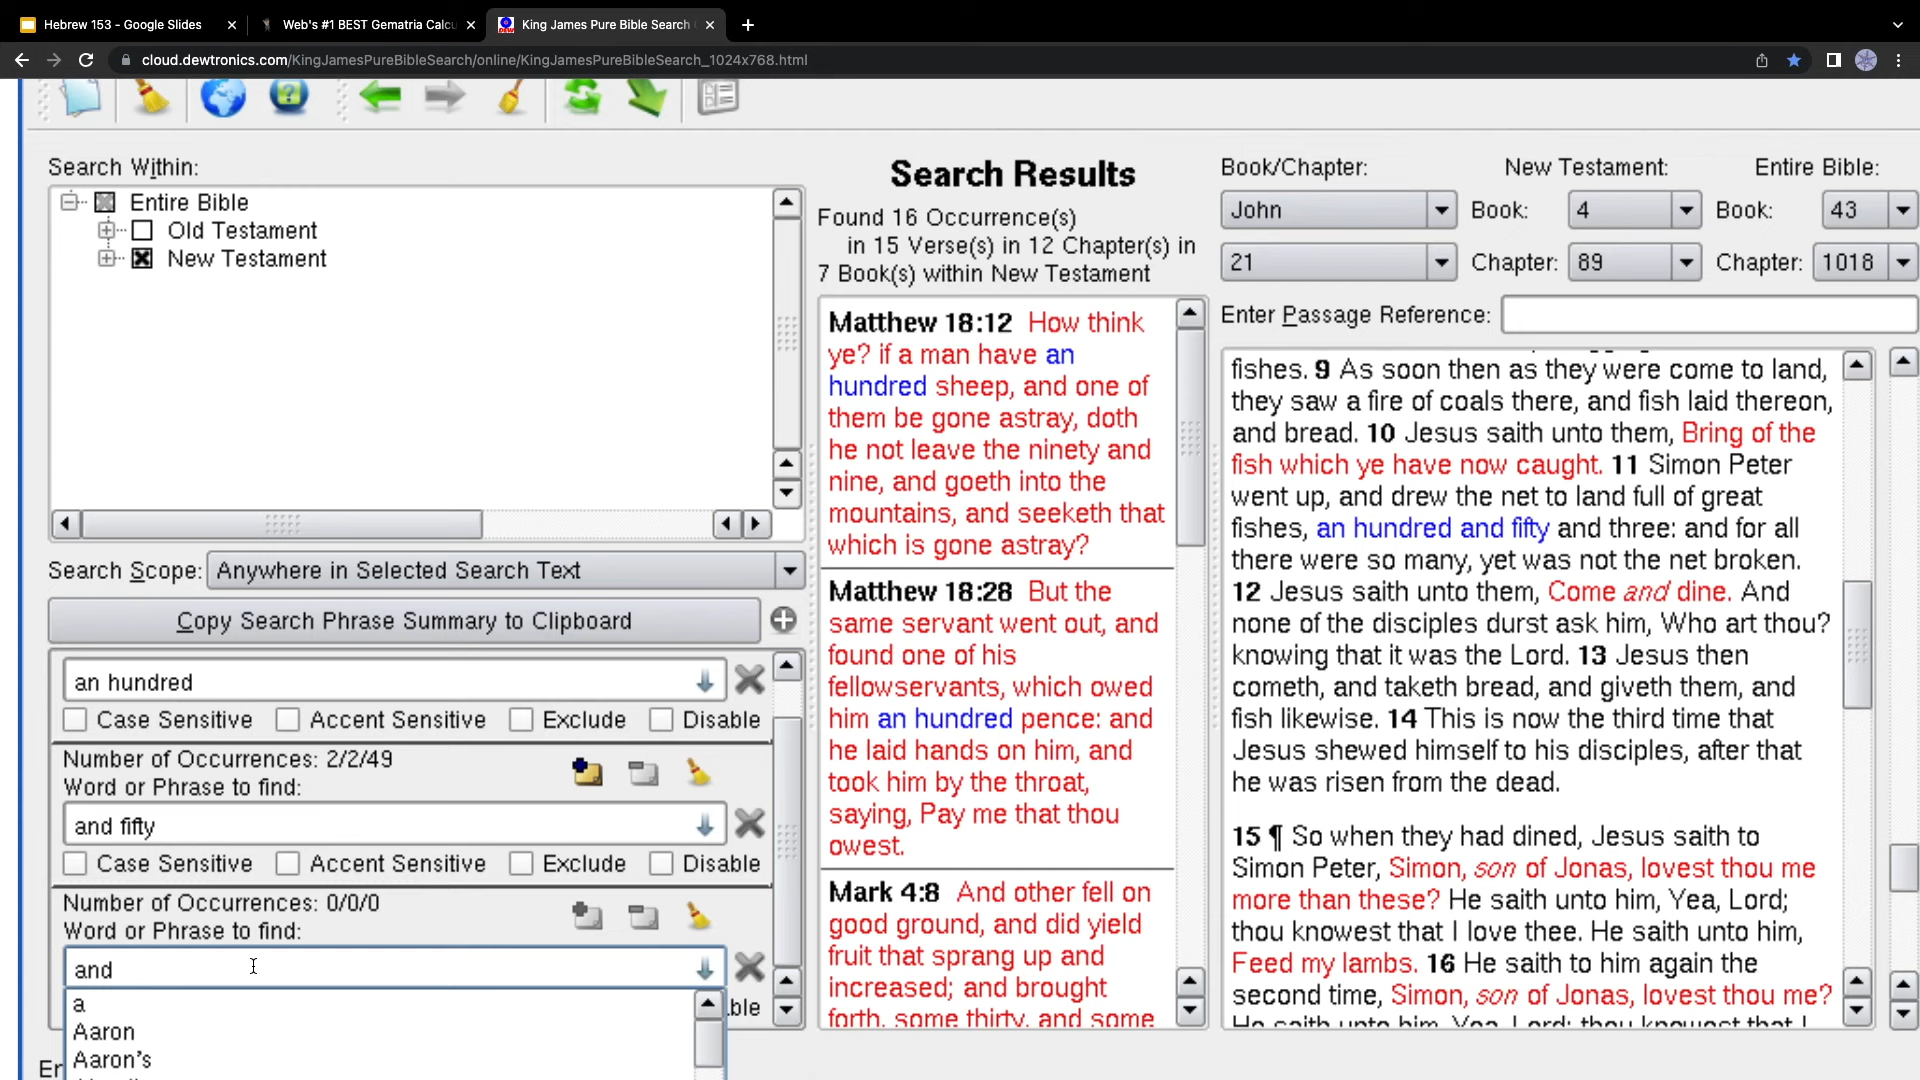 Hebrew 153 - Google Slides
Web's #1 BEST Gematria Calcu
King James Pure Bible Search
cloud.dewtronics.com/KingJamesPureBibleSearch/online/KingJamesPureBibleSearch_1024x768.html
Search Within:
Entire Bible
Old Testament
New Testament
Search Scope: Anywhere in Selected Search Text
Copy Search Phrase Summary to Clipboard
an hundred
Case Sensitive Accent Sensitive Exclude Disable
Number of Occurrences: 2/2/49
Word or Phrase to find:
and fifty
Case Sensitive Accent Sensitive Exclude Disable
Number of Occurrences: 0/0/0
Word or Phrase to find:
and
a
Aaron
Aaron's
Search Results
Found 16 Occurrence(s)
in 15 Verse(s) in 12 Chapter(s) in
7 Book(s) within New Testament
Matthew 18:12 How think
ye? if a man have an
hundred sheep, and one of
them be gone astray, doth
he not leave the ninety and
nine, and goeth into the
mountains, and seeketh that
which is gone astray?
Matthew 18:28 But the
same servant went out, and
found one of his
fellowservants, which owed
him an hundred pence: and
he laid hands on him, and
took him by the throat,
saying, Pay me that thou
owest.
Mark 4:8 And other fell on
good ground, and did yield
fruit that sprang up and
increased; and brought
forth, some thirty, and some
Book/Chapter: New Testament: Entire Bible:
John Book: 4 Book: 43
21 Chapter: 89 Chapter: 1018
Enter Passage Reference:
fishes. 9 As soon then as they were come to land,
they saw a fire of coals there, and fish laid thereon,
and bread. 10 Jesus saith unto them, Bring of the
fish which ye have now caught. 11 Simon Peter
went up, and drew the net to land full of great
fishes, an hundred and fifty and three: and for all
there were so many, yet was not the net broken.
12 Jesus saith unto them, Come and dine. And
none of the disciples durst ask him, Who art thou?
knowing that it was the Lord. 13 Jesus then
cometh, and taketh bread, and giveth them, and
fish likewise. 14 This is now the third time that
Jesus shewed himself to his disciples, after that
he was risen from the dead.
15 ¶ So when they had dined, Jesus saith to
Simon Peter, Simon, son of Jonas, lovest thou me
more than these? He saith unto him, Yea, Lord;
thou knowest that I love thee. He saith unto him,
Feed my lambs. 16 He saith to him again the
second time, Simon, son of Jonas, lovest thou me?
He saith unto him, Yea, Lord; thou knowest that I